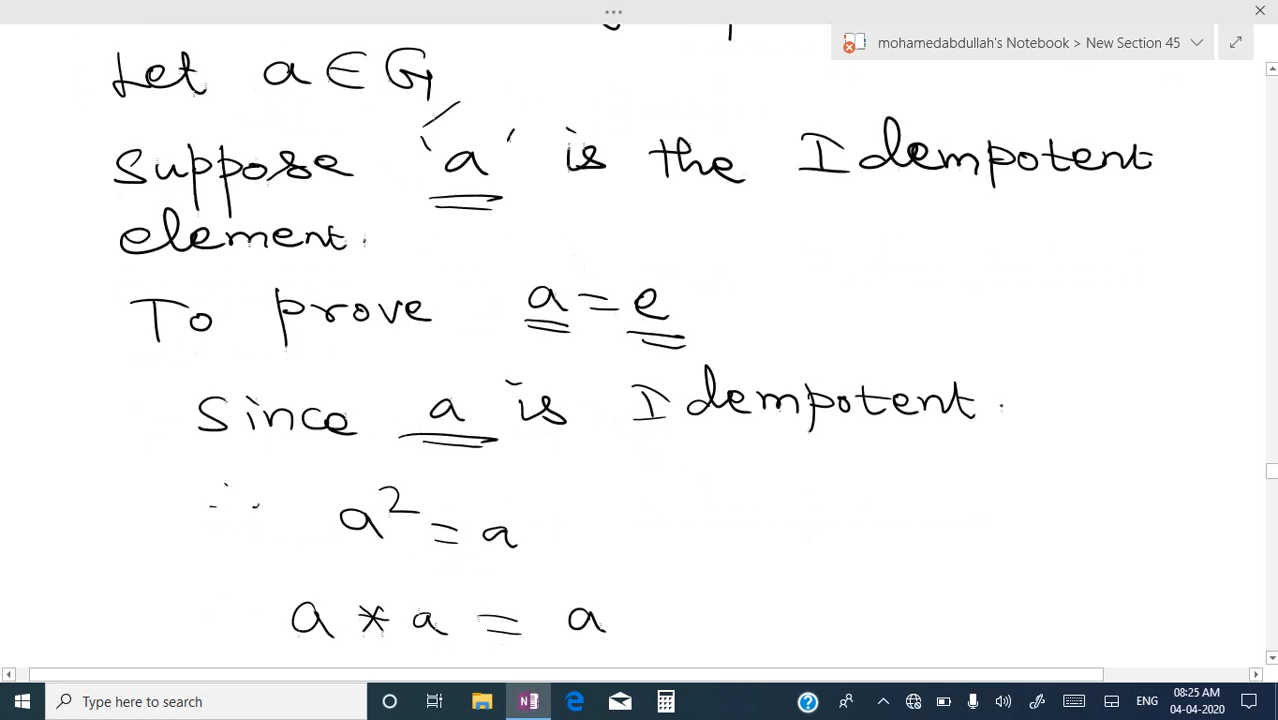 mohamedabdullah's Notebook > New Section 45
Let a ∈ G
Suppose 'a' is the Idempotent
element.
To prove a = e
Since a is Idempotent.
∴ a² = a
a * a = a
Type here to search
ENG
08:25 AM
04-04-2020